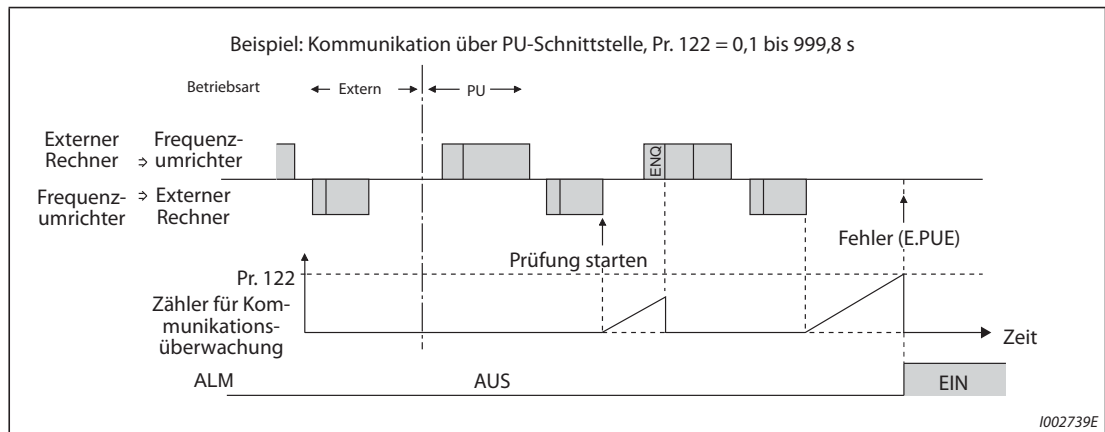 Beispiel: Kommunikation über PU-Schnittstelle, Pr. 122 = 0,1 bis 999,8 s
Betriebsart
Extern
PU
Externer
Rechner
⇒
Frequenz-
umrichter
ENQ
Frequenz-
umrichter
⇒
Externer
Rechner
Fehler (E.PUE)
Prüfung starten
Pr. 122
Zähler für Kom-
munikations-
überwachung
Zeit
ALM
AUS
EIN
I002739E